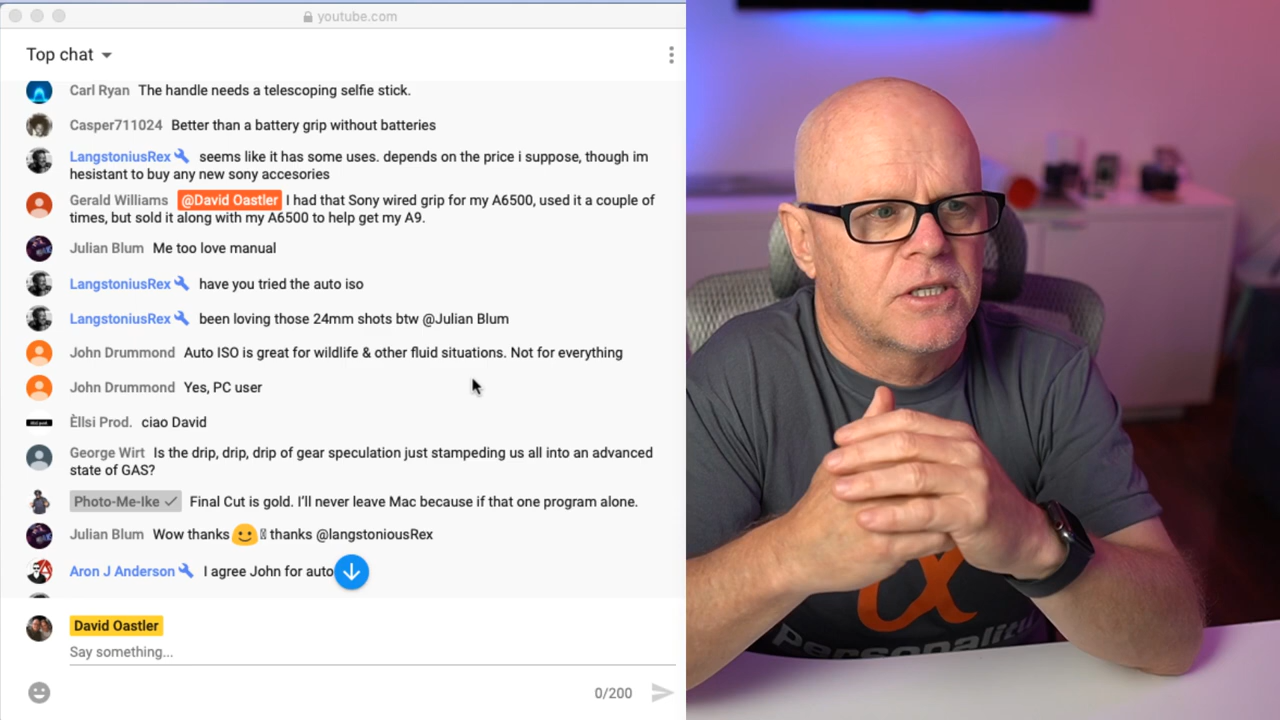 youtube.com
Top chat
Carl Ryan The handle needs a telescoping selfie stick.
Casper711024 Better than a battery grip without batteries
LangstoniusRex seems like it has some uses. depends on the price i suppose, though im
hesistant to buy any new sony accesories
Gerald Williams @David Oastler I had that Sony wired grip for my A6500, used it a couple of
times, but sold it along with my A6500 to help get my A9.
Julian Blum Me too love manual
LangstoniusRex have you tried the auto iso
LangstoniusRex been loving those 24mm shots btw @Julian Blum
John Drummond Auto ISO is great for wildlife & other fluid situations. Not for everything
John Drummond Yes, PC user
Èllsi Prod. ciao David
George Wirt Is the drip, drip, drip of gear speculation just stampeding us all into an advanced
state of GAS?
Photo-Me-Ike Final Cut is gold. I'll never leave Mac because if that one program alone.
Julian Blum Wow thanks thanks @langstoniousRex
Aron J Anderson I agree John for auto
David Oastler
Say something...
0/200
α
Personalit